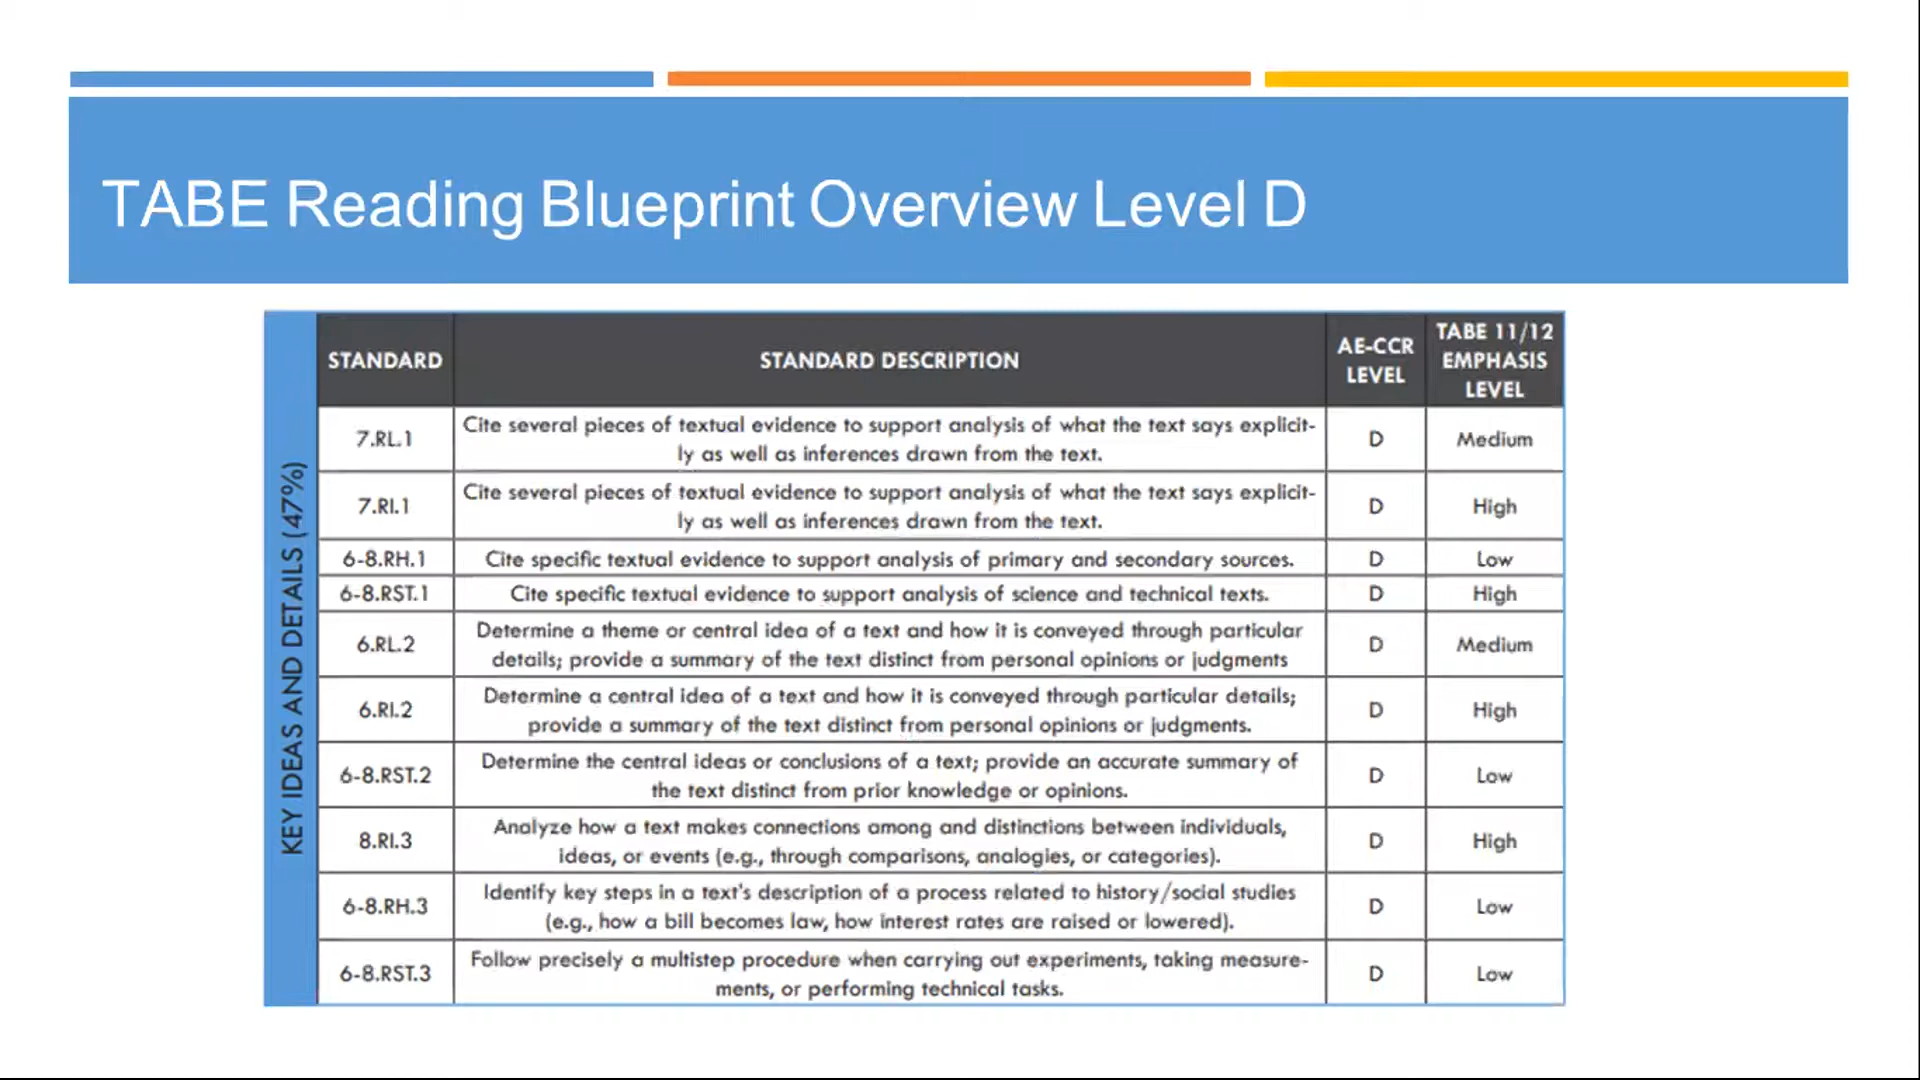 TABE Reading Blueprint Overview Level D
KEY IDEAS AND DETAILS (47%)
STANDARD STANDARD DESCRIPTION AE-CCR LEVEL TABE 11/12 EMPHASIS LEVEL
7.RL.1 Cite several pieces of textual evidence to support analysis of what the text says explicit-
ly as well as inferences drawn from the text. D Medium
7.RI.1 Cite several pieces of textual evidence to support analysis of what the text says explicit-
ly as well as inferences drawn from the text. D High
6-8.RH.1 Cite specific textual evidence to support analysis of primary and secondary sources. D Low
6-8.RST.1 Cite specific textual evidence to support analysis of science and technical texts. D High
6.RL.2 Determine a theme or central idea of a text and how it is conveyed through particular
details; provide a summary of the text distinct from personal opinions or judgments D Medium
6.RI.2 Determine a central idea of a text and how it is conveyed through particular details;
provide a summary of the text distinct from personal opinions or judgments. D High
6-8.RST.2 Determine the central ideas or conclusions of a text; provide an accurate summary of
the text distinct from prior knowledge or opinions. D Low
8.RI.3 Analyze how a text makes connections among and distinctions between individuals,
ideas, or events (e.g., through comparisons, analogies, or categories). D High
6-8.RH.3 Identify key steps in a text's description of a process related to history/social studies
(e.g., how a bill becomes law, how interest rates are raised or lowered). D Low
6-8.RST.3 Follow precisely a multistep procedure when carrying out experiments, taking measure-
ments, or performing technical tasks. D Low